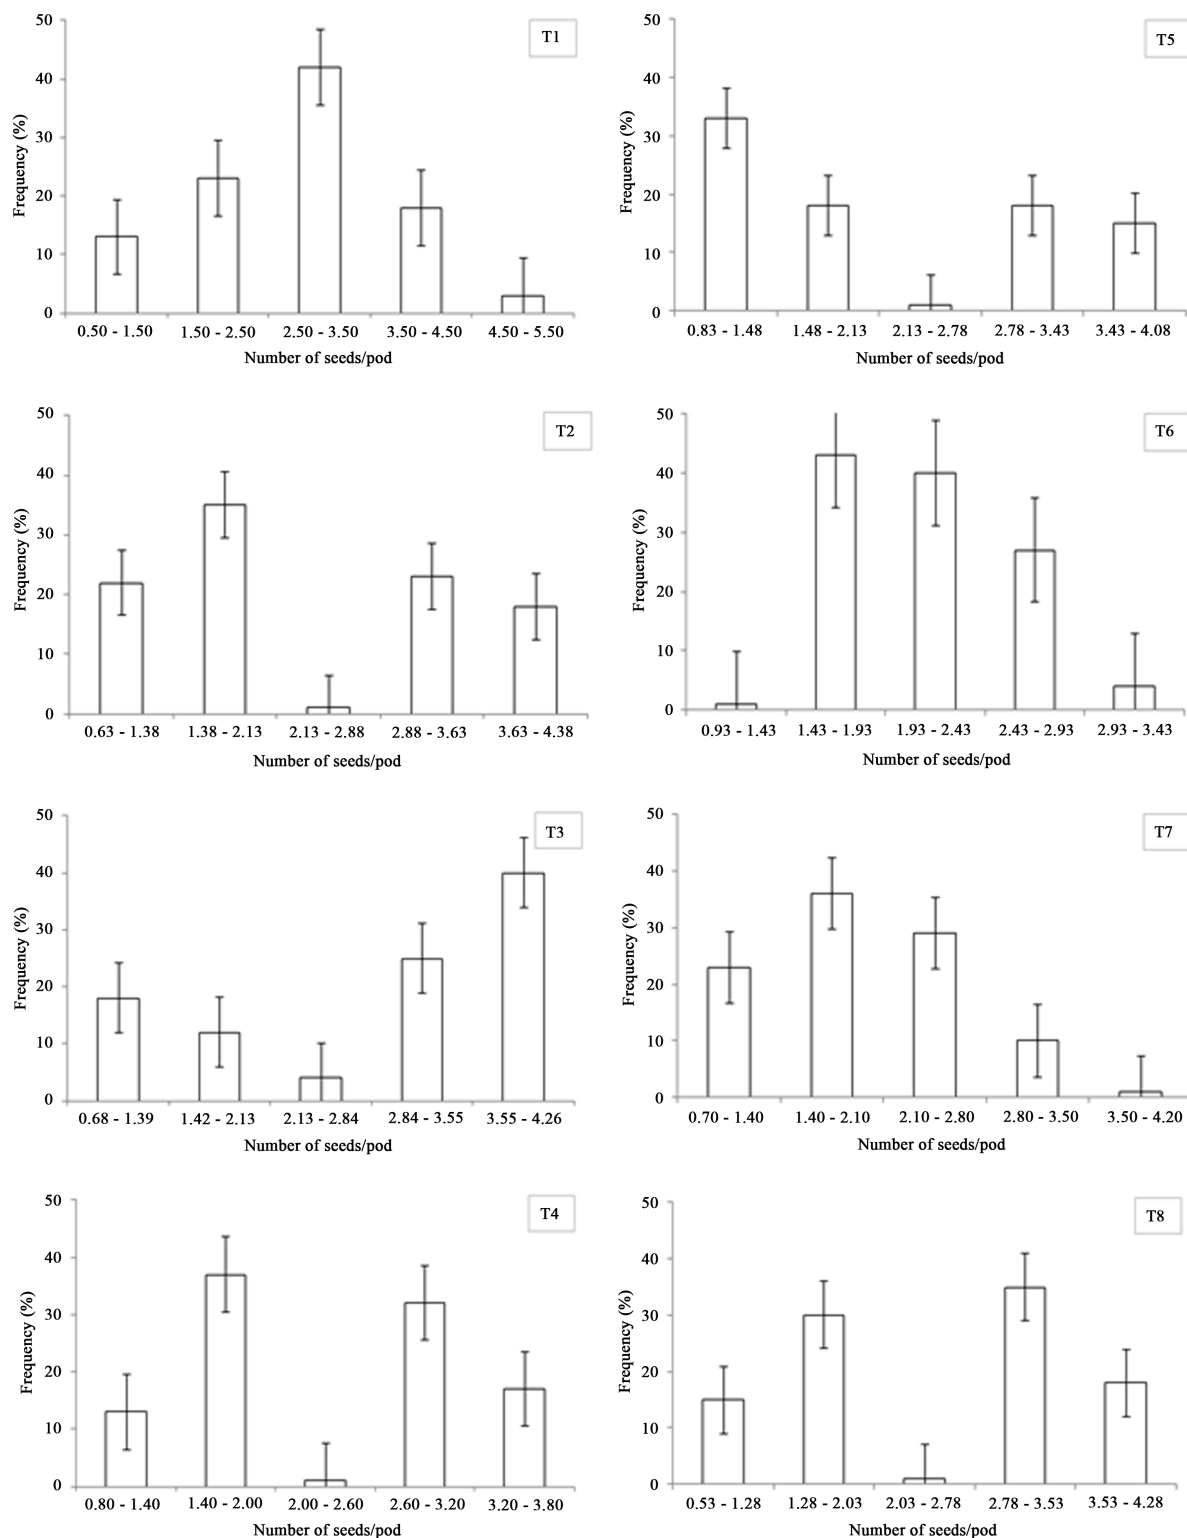 50
40
30
20
10
0
Frequency (%)
T1
0.50 - 1.50 1.50 - 2.50 2.50 - 3.50 3.50 - 4.50 4.50 - 5.50
Number of seeds/pod
50
40
30
20
10
0
Frequency (%)
T5
0.83 - 1.48 1.48 - 2.13 2.13 - 2.78 2.78 - 3.43 3.43 - 4.08
Number of seeds/pod
50
40
30
20
10
0
Frequency (%)
T2
0.63 - 1.38 1.38 - 2.13 2.13 - 2.88 2.88 - 3.63 3.63 - 4.38
Number of seeds/pod
50
40
30
20
10
0
Frequency (%)
T6
0.93 - 1.43 1.43 - 1.93 1.93 - 2.43 2.43 - 2.93 2.93 - 3.43
Number of seeds/pod
50
40
30
20
10
0
Frequency (%)
T3
0.68 - 1.39 1.42 - 2.13 2.13 - 2.84 2.84 - 3.55 3.55 - 4.26
Number of seeds/pod
50
40
30
20
10
0
Frequency (%)
T7
0.70 - 1.40 1.40 - 2.10 2.10 - 2.80 2.80 - 3.50 3.50 - 4.20
Number of seeds/pod
50
40
30
20
10
0
Frequency (%)
T4
0.80 - 1.40 1.40 - 2.00 2.00 - 2.60 2.60 - 3.20 3.20 - 3.80
Number of seeds/pod
50
40
30
20
10
0
Frequency (%)
T8
0.53 - 1.28 1.28 - 2.03 2.03 - 2.78 2.78 - 3.53 3.53 - 4.28
Number of seeds/pod